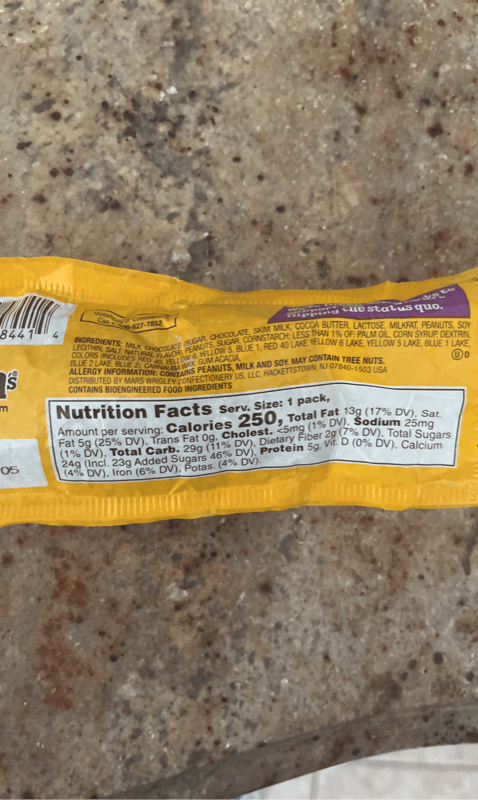 8441 4
Questions or Comments?
Call 1-800-627-7852
flipping the status quo.
INGREDIENTS: MILK CHOCOLATE (SUGAR, CHOCOLATE, SKIM MILK, COCOA BUTTER, LACTOSE, MILKFAT, PEANUTS, SOY
LECITHIN, SALT, NATURAL FLAVOR), PEANUTS, SUGAR, CORNSTARCH; LESS THAN 1% OF: PALM OIL, CORN SYRUP, DEXTRIN,
COLORS (INCLUDES RED 40, YELLOW 6, YELLOW 5, BLUE 1, RED 40 LAKE, YELLOW 6 LAKE, YELLOW 5 LAKE, BLUE 1 LAKE,
BLUE 2 LAKE, BLUE 2), CARNAUBA WAX, GUM ACACIA.
ALLERGY INFORMATION: CONTAINS PEANUTS, MILK AND SOY. MAY CONTAIN TREE NUTS.
DISTRIBUTED BY MARS WRIGLEY CONFECTIONERY US, LLC. HACKETTSTOWN, NJ 07840-1503 USA
CONTAINS BIOENGINEERED FOOD INGREDIENTS
U D
m
05
Nutrition Facts Serv. Size: 1 pack,
Amount per serving: Calories 250, Total Fat 13g (17% DV), Sat.
Fat 5g (25% DV), Trans Fat 0g, Cholest. <5mg (1% DV), Sodium 25mg
(1% DV), Total Carb. 29g (11% DV), Dietary Fiber 2g (7% DV), Total Sugars
24g (Incl. 23g Added Sugars 46% DV), Protein 5g, Vit. D (0% DV), Calcium
(4% DV), Iron (6% DV), Potas. (4% DV).